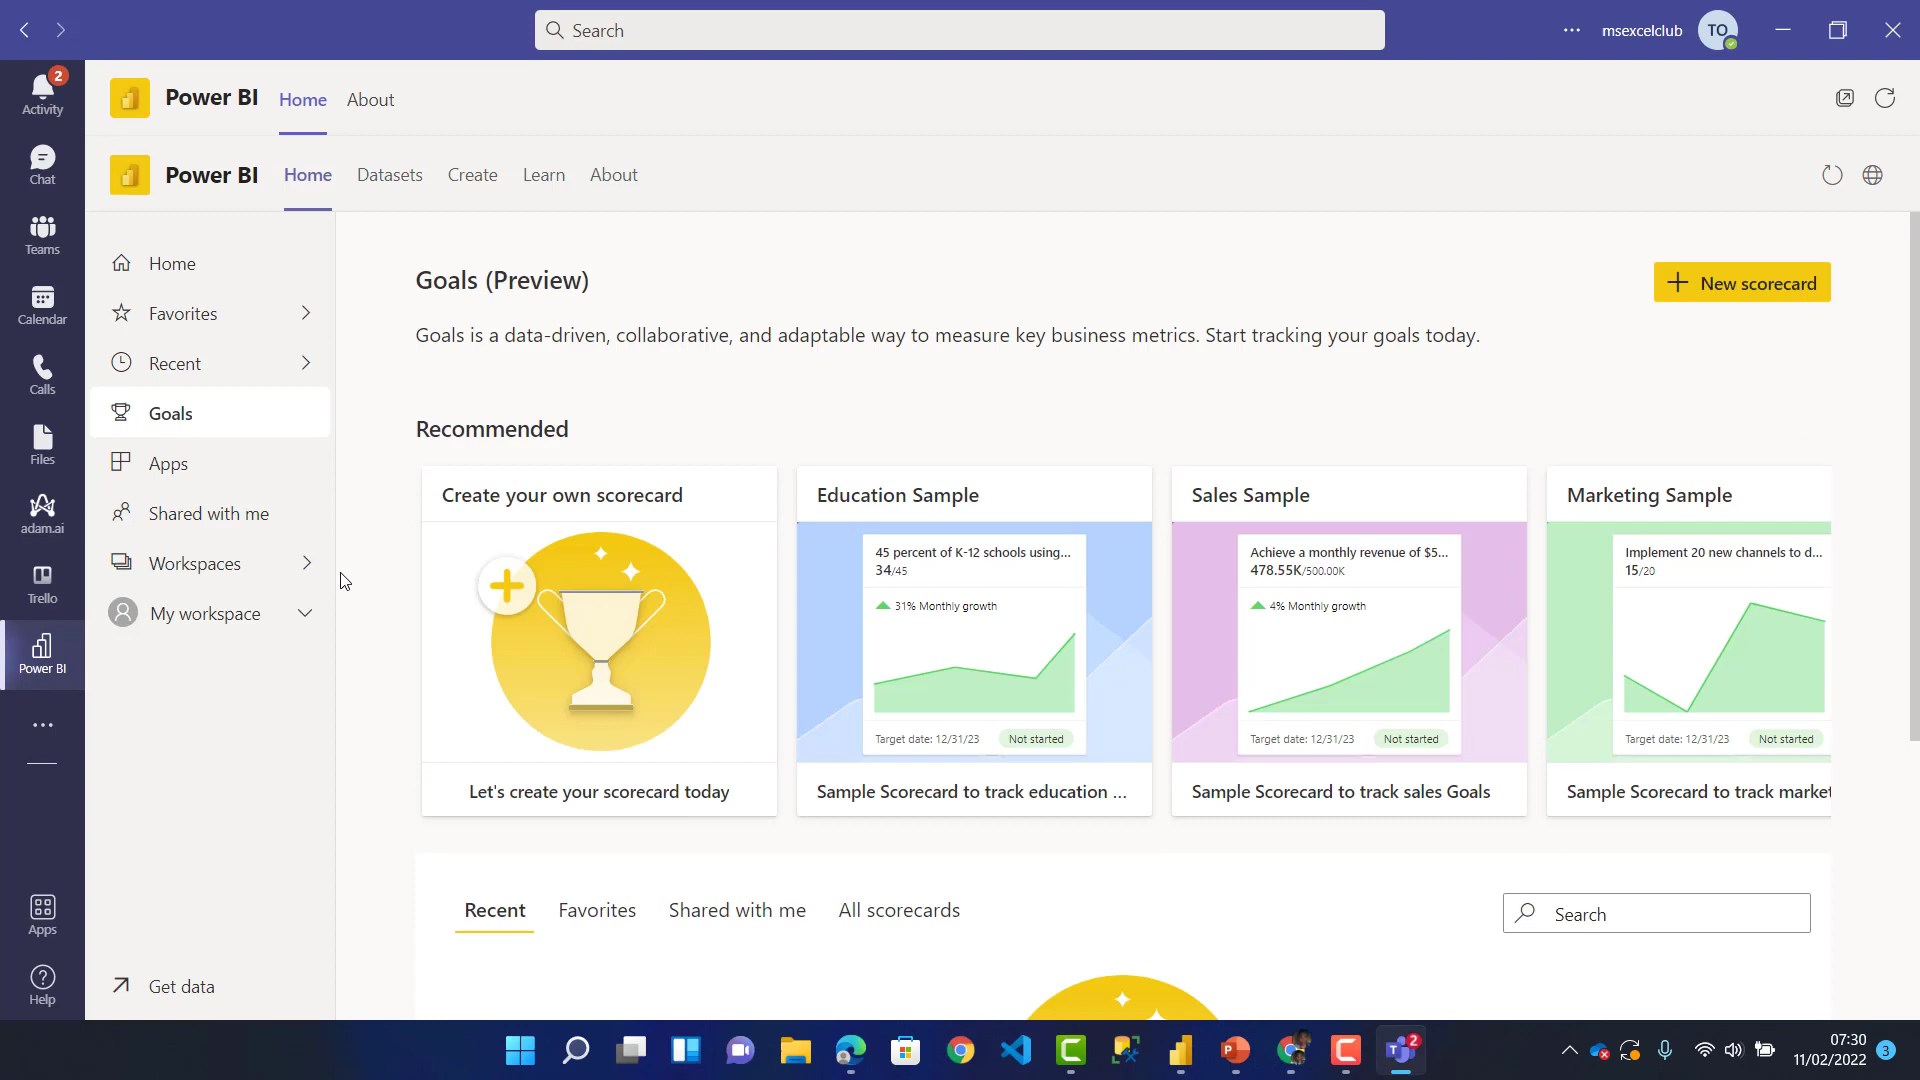 Search
msexcelclub
TO
2
Activity
Chat
Teams
Calendar
Calls
Files
adam.ai
Trello
Power BI
Apps
Help
Power BI
Home
About
Power BI
Home
Datasets
Create
Learn
About
Home
Favorites
Recent
Goals
Apps
Shared with me
Workspaces
My workspace
Get data
Goals (Preview)
New scorecard
Goals is a data-driven, collaborative, and adaptable way to measure key business metrics. Start tracking your goals today.
Recommended
Create your own scorecard
Let's create your scorecard today
Education Sample
45 percent of K-12 schools using...
34/45
31% Monthly growth
Target date: 12/31/23
Not started
Sample Scorecard to track education ...
Sales Sample
Achieve a monthly revenue of $5...
478.55K/500.00K
4% Monthly growth
Target date: 12/31/23
Not started
Sample Scorecard to track sales Goals
Marketing Sample
Implement 20 new channels to d...
15/20
Target date: 12/31/23
Not started
Sample Scorecard to track market
Recent
Favorites
Shared with me
All scorecards
Search
2
07:30
11/02/2022
3